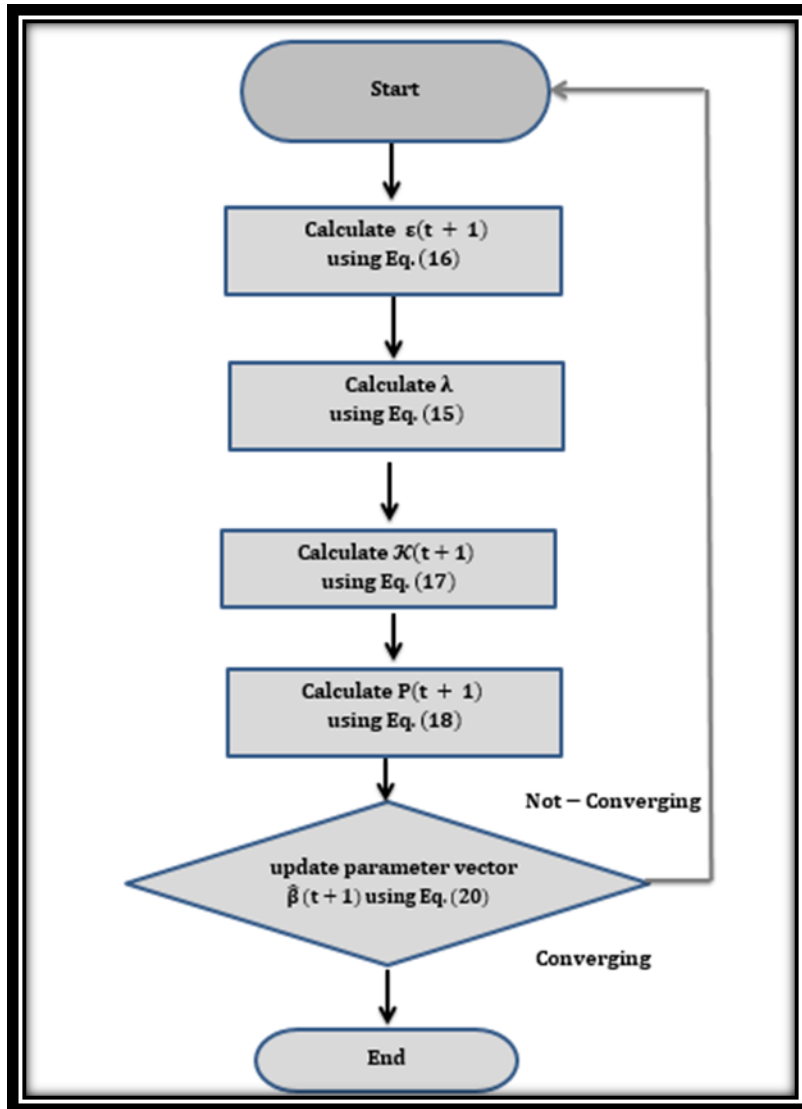 Start
Calculate ε(t + 1)
using Eq. (16)
Calculate λ
using Eq. (15)
Calculate 𝒦(t + 1)
using Eq. (17)
Calculate P(t + 1)
using Eq. (18)
Not − Converging
update parameter vector
β̂ (t + 1) using Eq. (20)
Converging
End